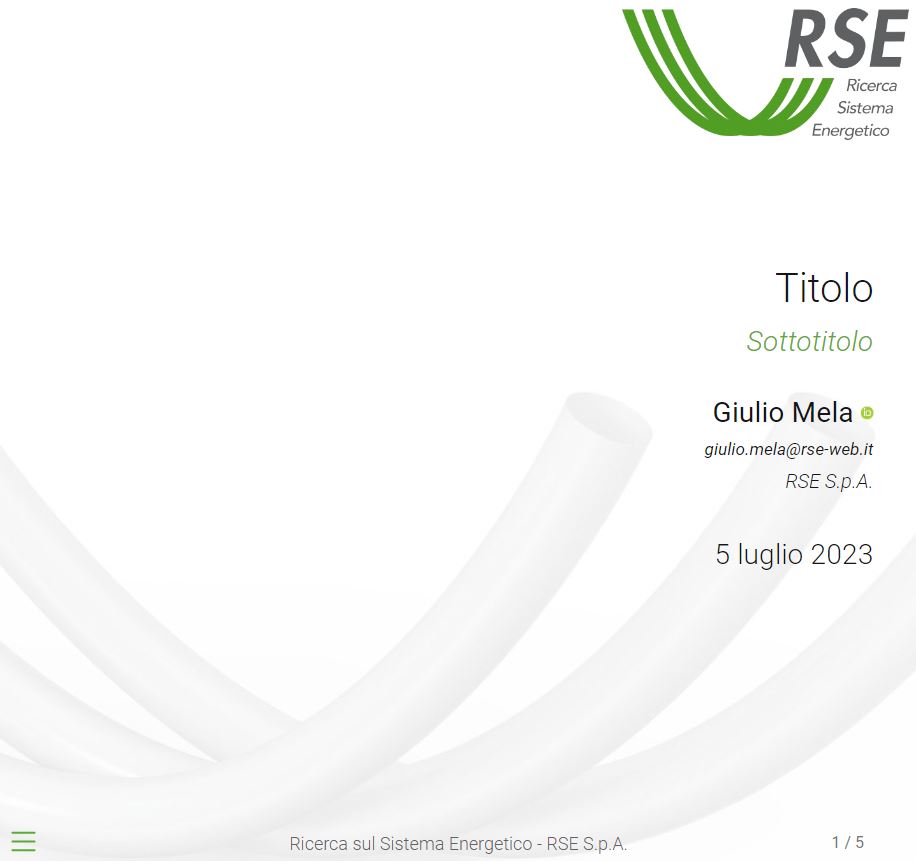 RSE
Ricerca
Sistema
Energetico
Titolo
Sottotitolo
Giulio Mela iD
giulio.mela@rse-web.it
RSE S.p.A.
5 luglio 2023
Ricerca sul Sistema Energetico - RSE S.p.A.
1 / 5